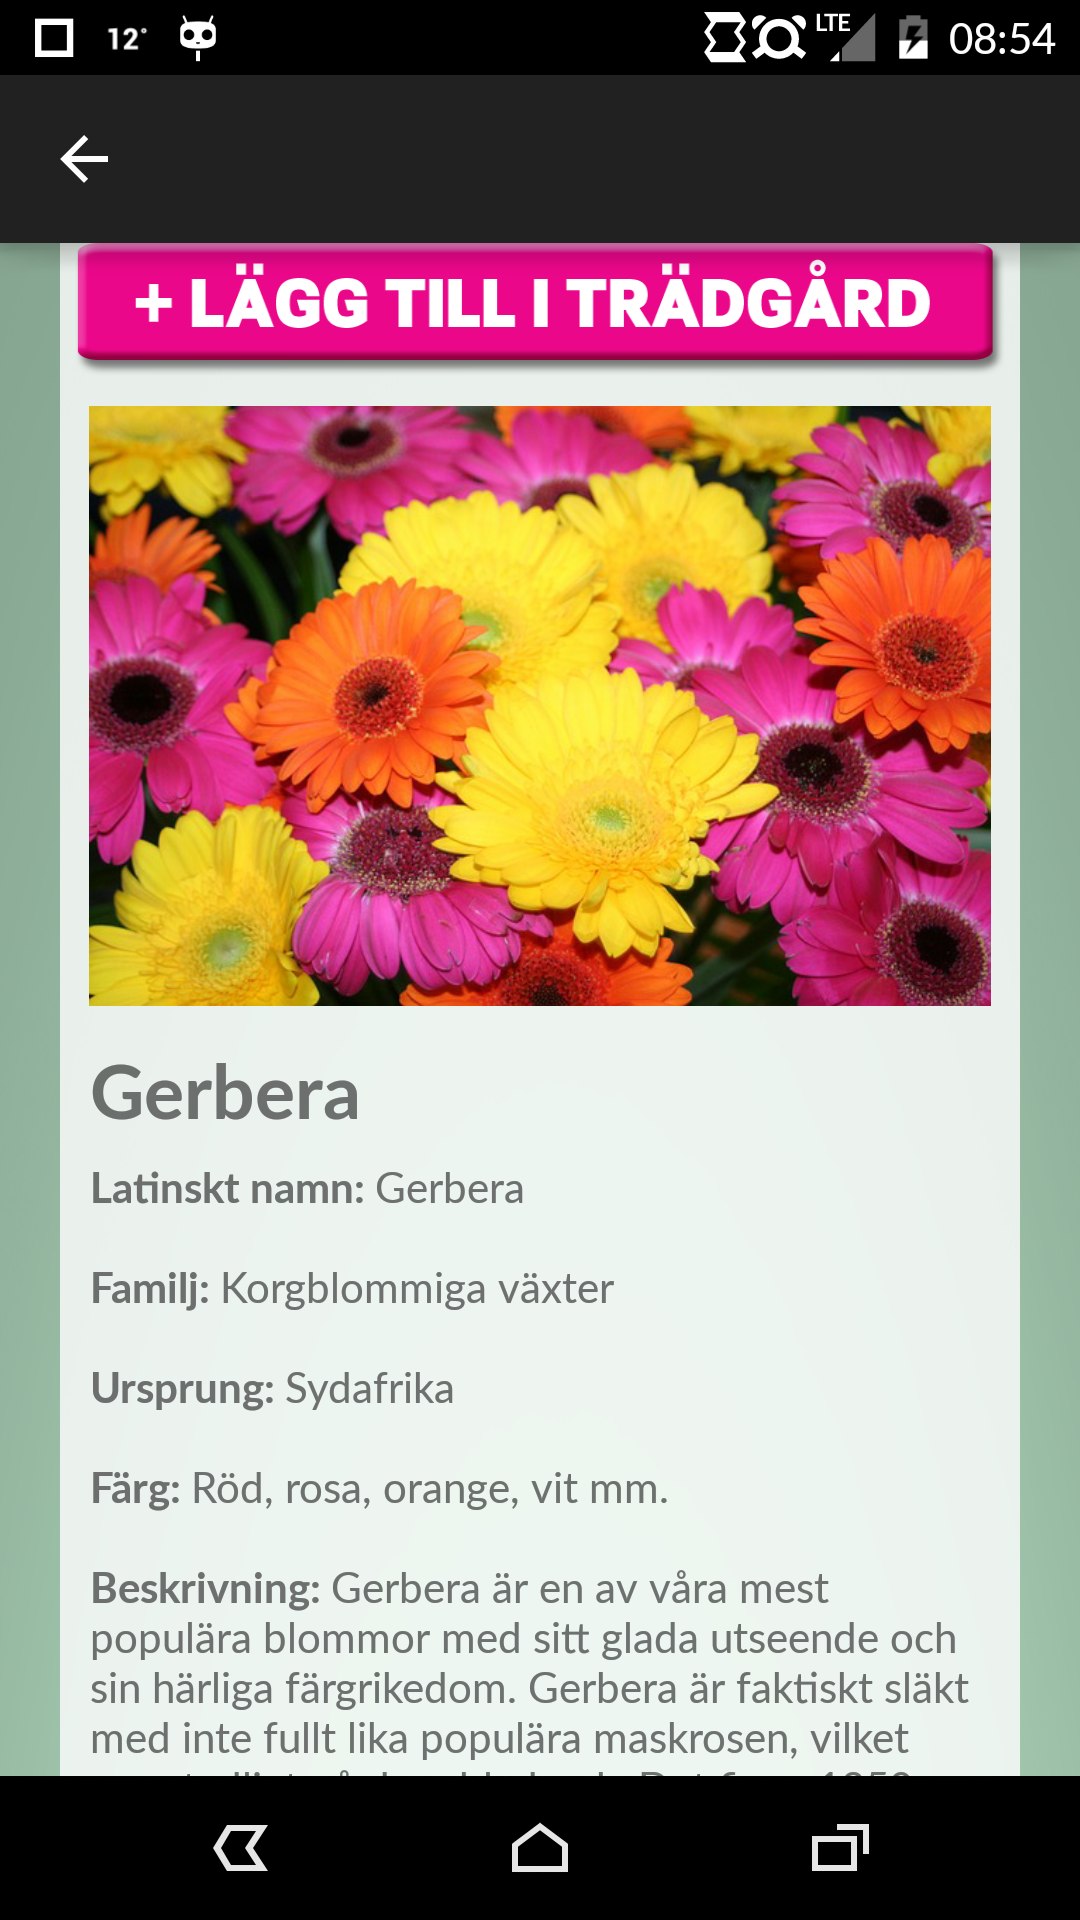 12°
LTE
08:54
+ LÄGG TILL I TRÄDGÅRD
Gerbera
Latinskt namn: Gerbera
Familj: Korgblommiga växter
Ursprung: Sydafrika
Färg: Röd, rosa, orange, vit mm.
Beskrivning: Gerbera är en av våra mest
populära blommor med sitt glada utseende och
sin härliga färgrikedom. Gerbera är faktiskt släkt
med inte fullt lika populära maskrosen, vilket